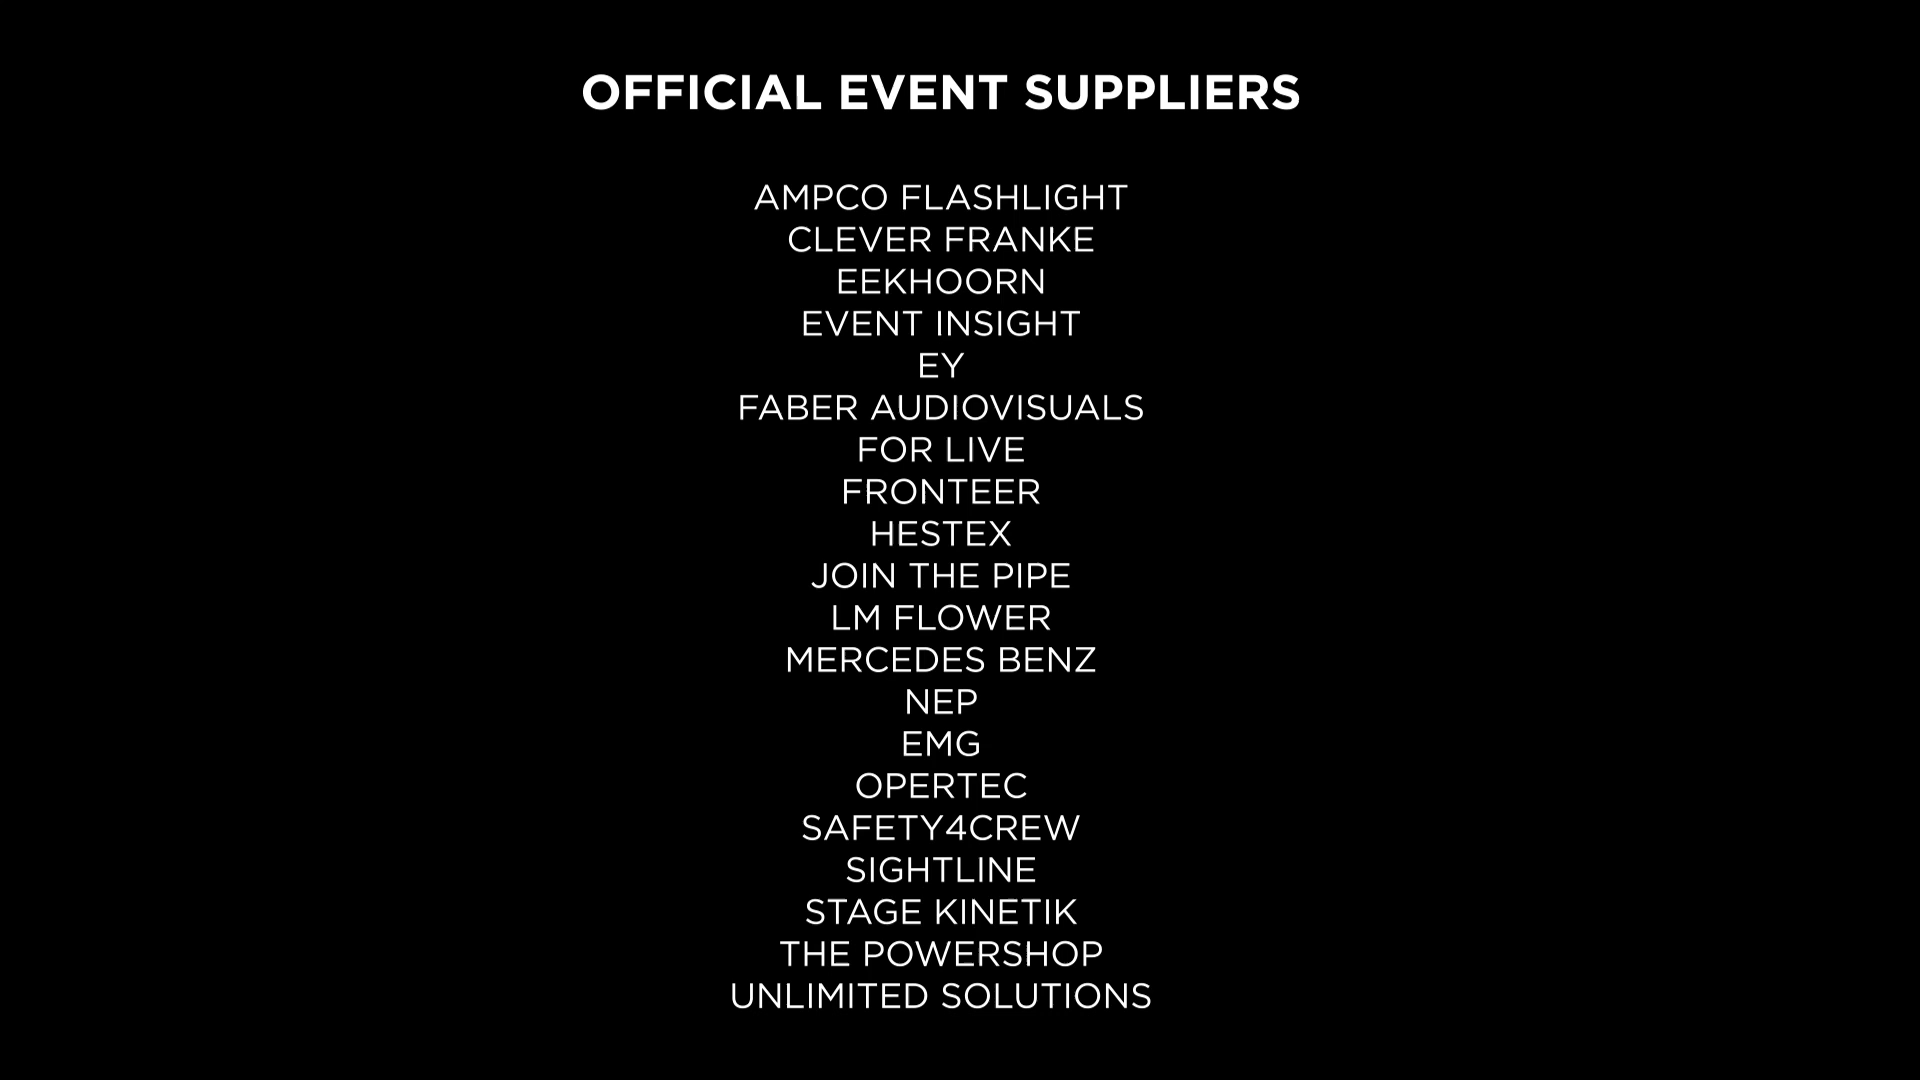 OFFICIAL EVENT SUPPLIERS
AMPCO FLASHLIGHT
CLEVER FRANKE
EEKHOORN
EVENT INSIGHT
EY
FABER AUDIOVISUALS
FOR LIVE
FRONTEER
HESTEX
JOIN THE PIPE
LM FLOWER
MERCEDES BENZ
NEP
EMG
OPERTEC
SAFETY4CREW
SIGHTLINE
STAGE KINETIK
THE POWERSHOP
UNLIMITED SOLUTIONS